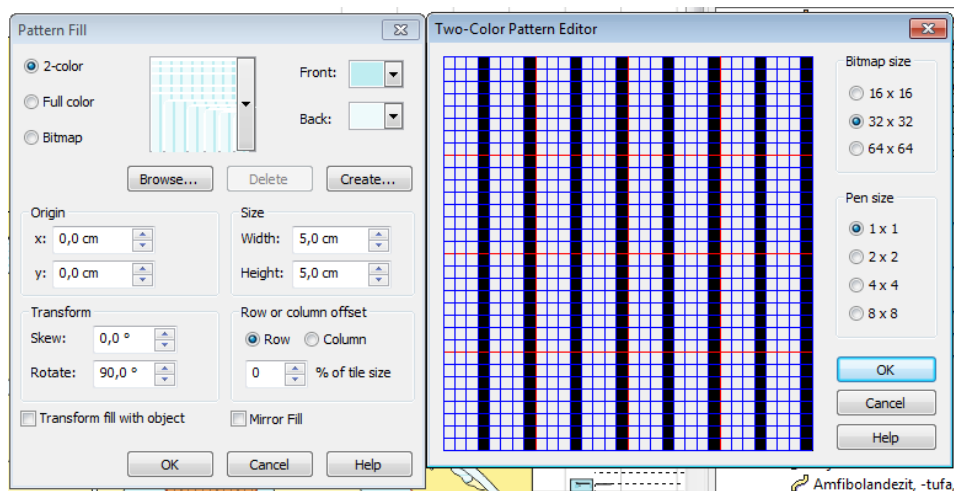 Pattern Fill
2-color
Full color
Bitmap
Front:
Back:
Browse...
Delete
Create...
Origin
x: 0,0 cm
y: 0,0 cm
Size
Width: 5,0 cm
Height: 5,0 cm
Transform
Skew: 0,0 °
Rotate: 90,0 °
Row or column offset
Row
Column
0 % of tile size
Transform fill with object
Mirror Fill
OK
Cancel
Help
Two-Color Pattern Editor
Bitmap size
16 x 16
32 x 32
64 x 64
Pen size
1 x 1
2 x 2
4 x 4
8 x 8
OK
Cancel
Help
Amfibolandezit, -tufa,